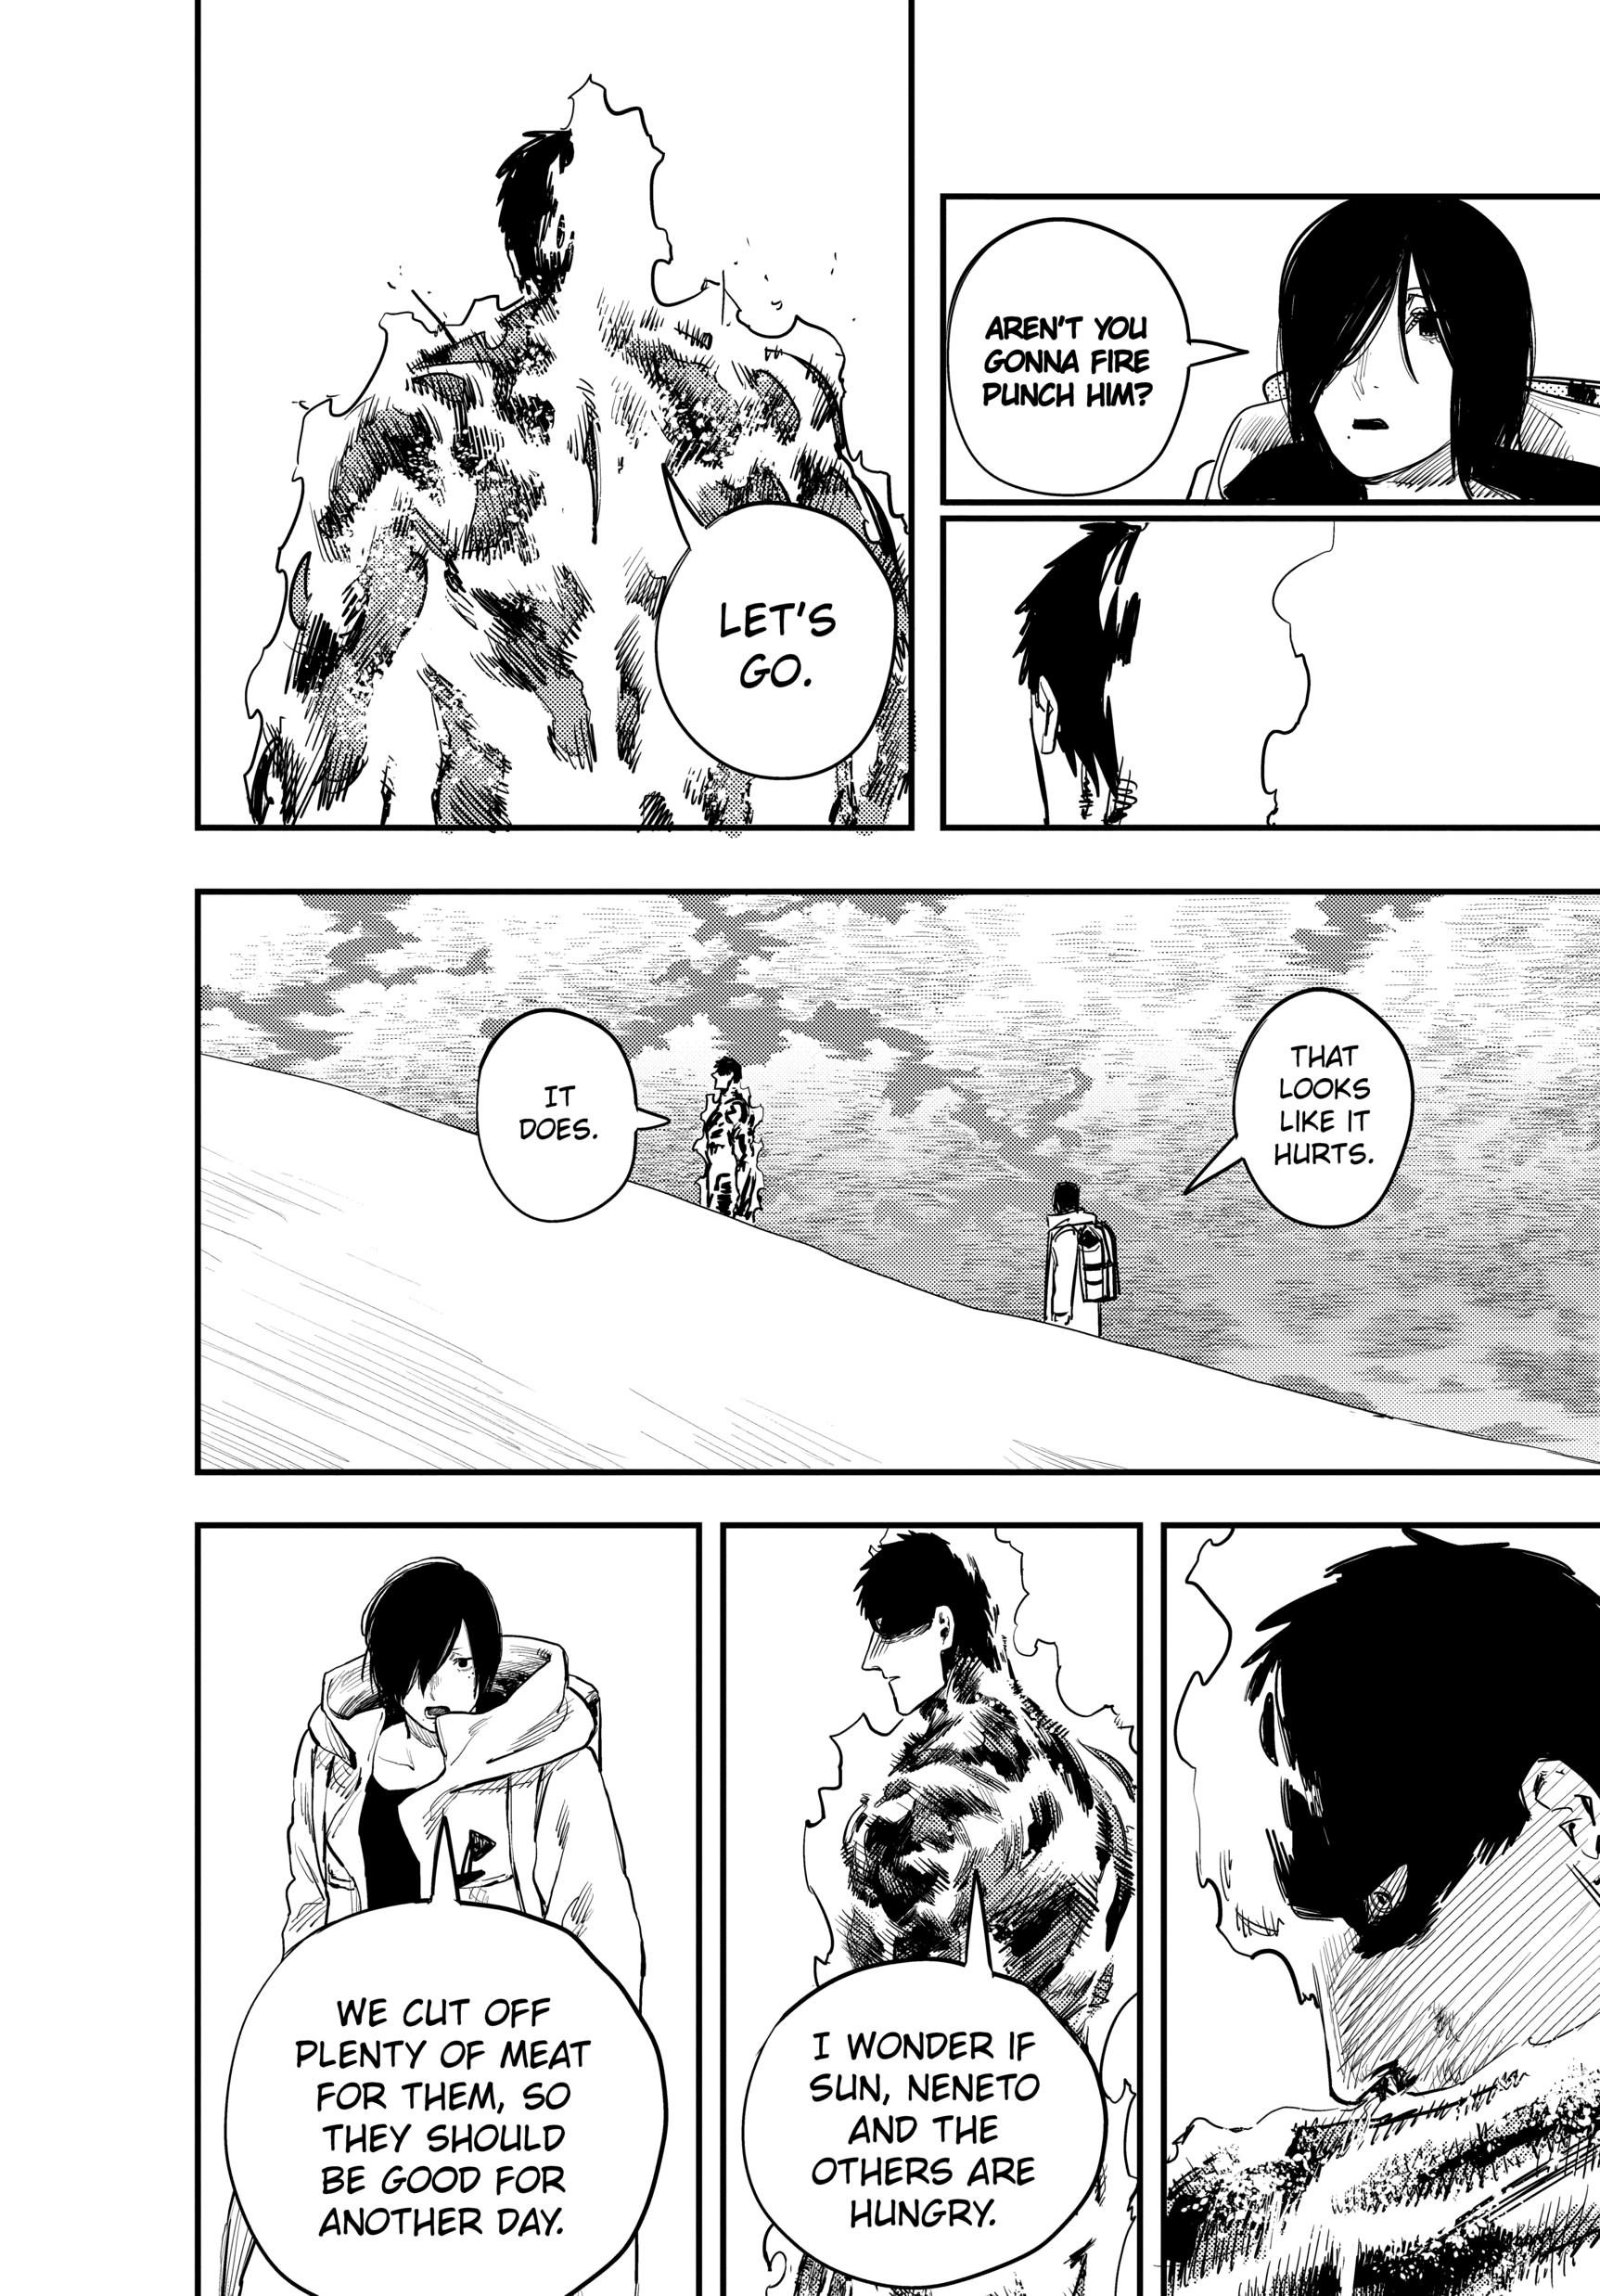 AREN'T YOU
GONNA FIRE
PUNCH HIM?
LET'S
GO.
THAT
LOOKS
LIKE IT
HURTS.
IT
DOES.
I WONDER IF
SUN, NENETO
AND THE
OTHERS ARE
HUNGRY.
WE CUT OFF
PLENTY OF MEAT
FOR THEM, SO
THEY SHOULD
BE GOOD FOR
ANOTHER DAY.